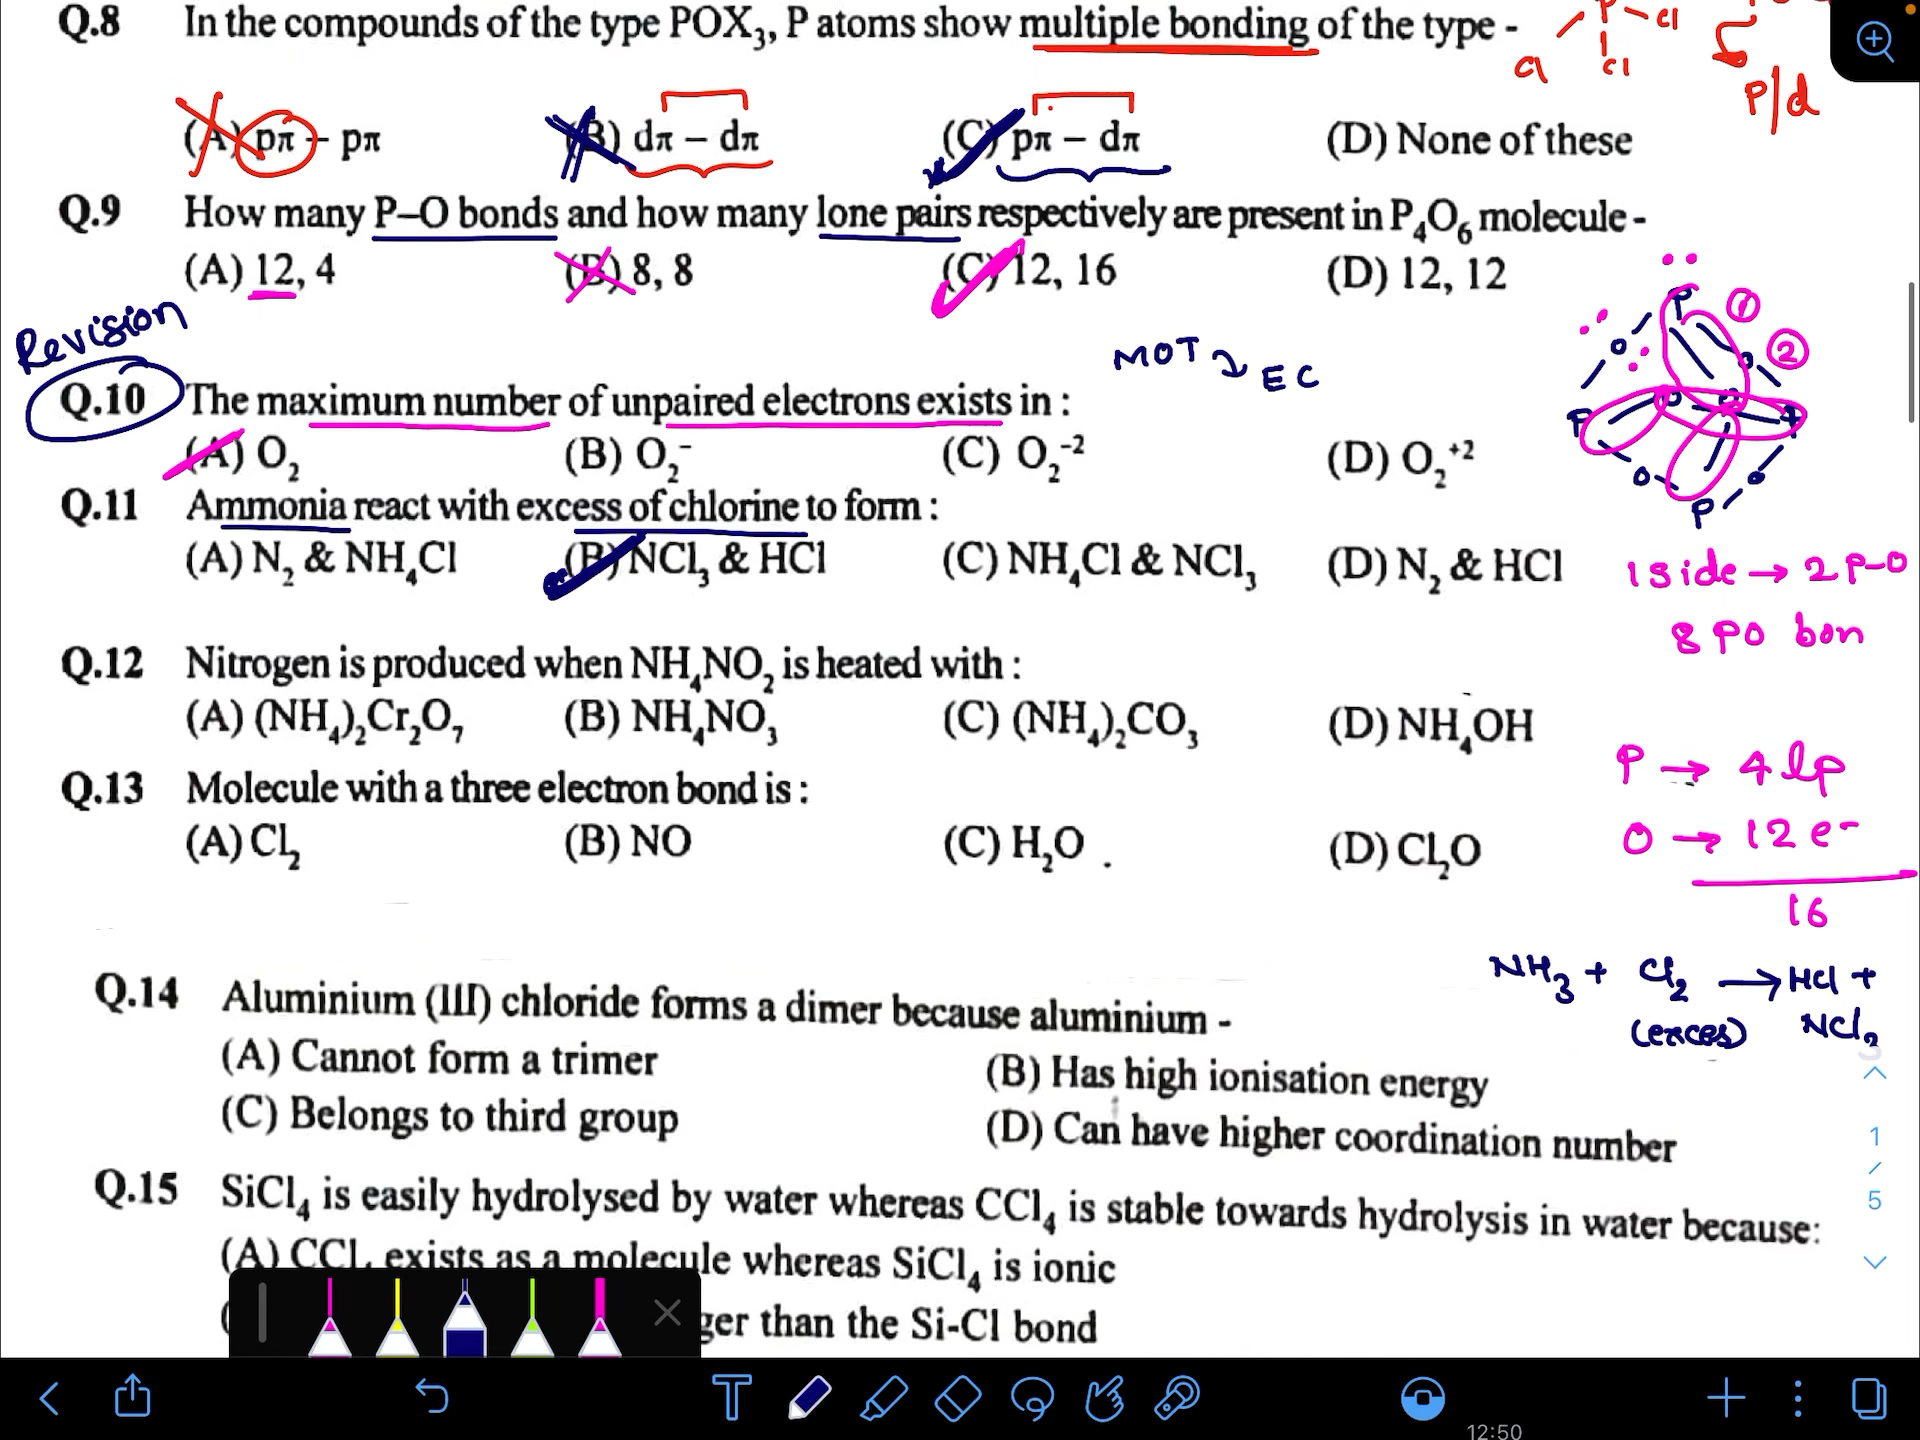 Q.8 In the compounds of the type POX₃, P atoms show multiple bonding of the type -
P Cl
Cl Cl
P/d
(A) pπ – pπ (B) dπ – dπ (C) pπ – dπ (D) None of these
Q.9 How many P–O bonds and how many lone pairs respectively are present in P₄O₆ molecule -
(A) 12, 4 (B) 8, 8 (C) 12, 16 (D) 12, 12
Revision
MOT EC
P 1
O O 2
P O O P
O O
P
Q.10 The maximum number of unpaired electrons exists in :
(A) O₂ (B) O₂⁻ (C) O₂⁻² (D) O₂⁺²
Q.11 Ammonia react with excess of chlorine to form :
(A) N₂ & NH₄Cl (B) NCl₃ & HCl (C) NH₄Cl & NCl₃ (D) N₂ & HCl
1 side → 2 P-O
8 PO bon
Q.12 Nitrogen is produced when NH₄NO₂ is heated with :
(A) (NH₄)₂Cr₂O₇ (B) NH₄NO₃ (C) (NH₄)₂CO₃ (D) NH₄OH
P → 4 lp
Q.13 Molecule with a three electron bond is :
(A) Cl₂ (B) NO (C) H₂O . (D) Cl₂O
O → 12 e-
16
NH₃ + Cl₂ → HCl +
(exces) NCl₃
Q.14 Aluminium (III) chloride forms a dimer because aluminium -
(A) Cannot form a trimer (B) Has high ionisation energy
(C) Belongs to third group (D) Can have higher coordination number
1
/
5
Q.15 SiCl₄ is easily hydrolysed by water whereas CCl₄ is stable towards hydrolysis in water because:
(A) CCl₄ exists as a molecule whereas SiCl₄ is ionic
ger than the Si-Cl bond
T
12:50